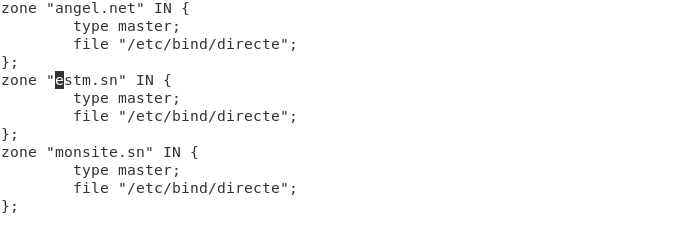 zone "angel.net" IN {
        type master;
        file "/etc/bind/directe";
};
zone "estm.sn" IN {
        type master;
        file "/etc/bind/directe";
};
zone "monsite.sn" IN {
        type master;
        file "/etc/bind/directe";
};